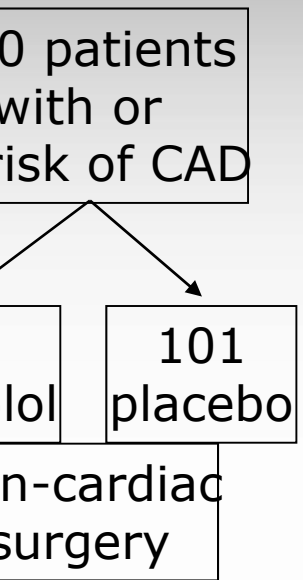 0 patients
with or
risk of CAD
101
lol placebo
n-cardiac
surgery